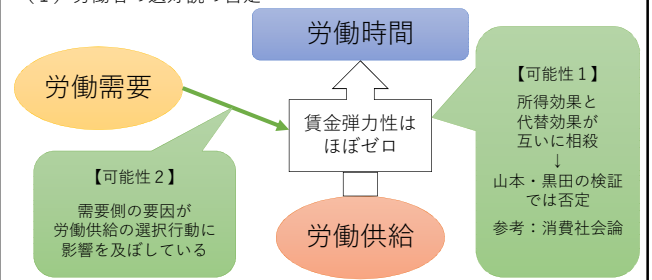 労働時間
労働需要
賃金弾力性は
ほぼゼロ
労働供給
【可能性1】
所得効果と
代替効果が
互いに相殺
↓
山本・黒田の検証
では否定
参考:消費社会論
【可能性2】
需要側の要因が
労働供給の選択行動に
影響を及ぼしている